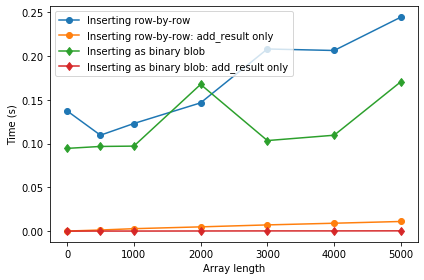 0.25
0.20
0.15
0.10
0.05
0.00
Time (s)
Inserting row-by-row
Inserting row-by-row: add_result only
Inserting as binary blob
Inserting as binary blob: add_result only
0 1000 2000 3000 4000 5000
Array length